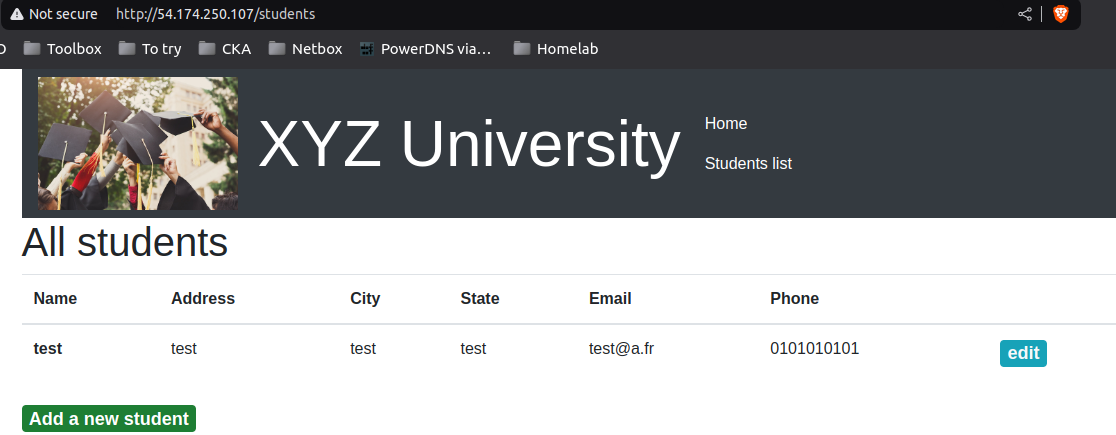 Not secure http://54.174.250.107/students
Toolbox To try CKA Netbox PowerDNS via... Homelab
XYZ University
Home
Students list
All students
Name Address City State Email Phone
test test test test test@a.fr 0101010101 edit
Add a new student